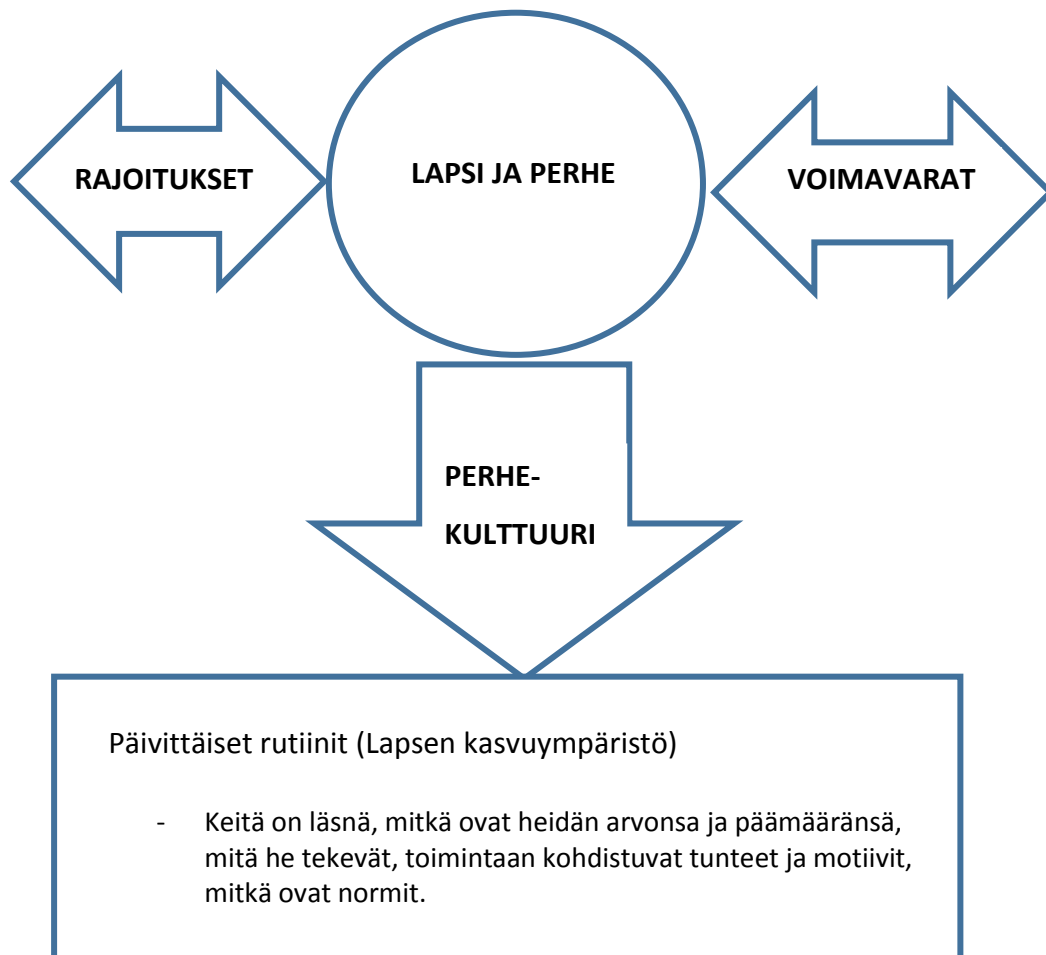 RAJOITUKSET
LAPSI JA PERHE
VOIMAVARAT
PERHE-
KULTTUURI
Päivittäiset rutiinit (Lapsen kasvuympäristö)
- Keitä on läsnä, mitkä ovat heidän arvonsa ja päämääränsä,
mitä he tekevät, toimintaan kohdistuvat tunteet ja motiivit,
mitkä ovat normit.